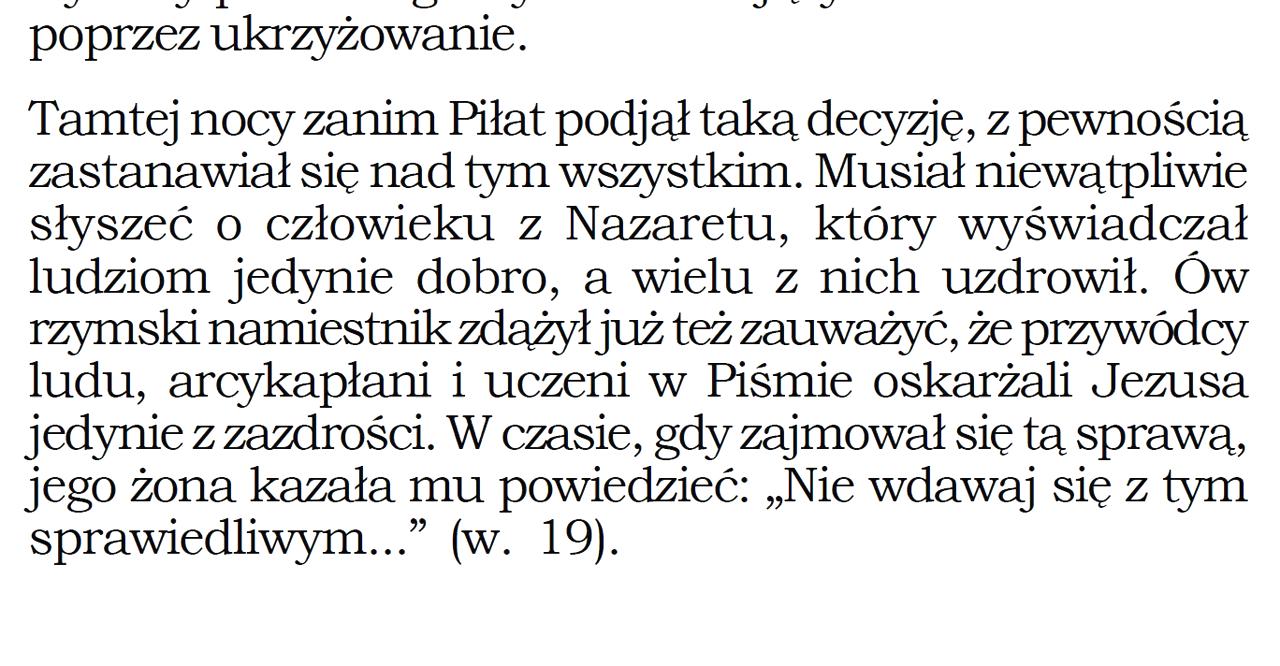 poprzez ukrzyżowanie.
Tamtej nocy zanim Piłat podjął taką decyzję, z pewnością
zastanawiał się nad tym wszystkim. Musiał niewątpliwie
słyszeć o człowieku z Nazaretu, który wyświadczał
ludziom jedynie dobro, a wielu z nich uzdrowił. Ów
rzymski namiestnik zdążył już też zauważyć, że przywódcy
ludu, arcykapłani i uczeni w Piśmie oskarżali Jezusa
jedynie z zazdrości. W czasie, gdy zajmował się tą sprawą,
jego żona kazała mu powiedzieć: „Nie wdawaj się z tym
sprawiedliwym...” (w. 19).